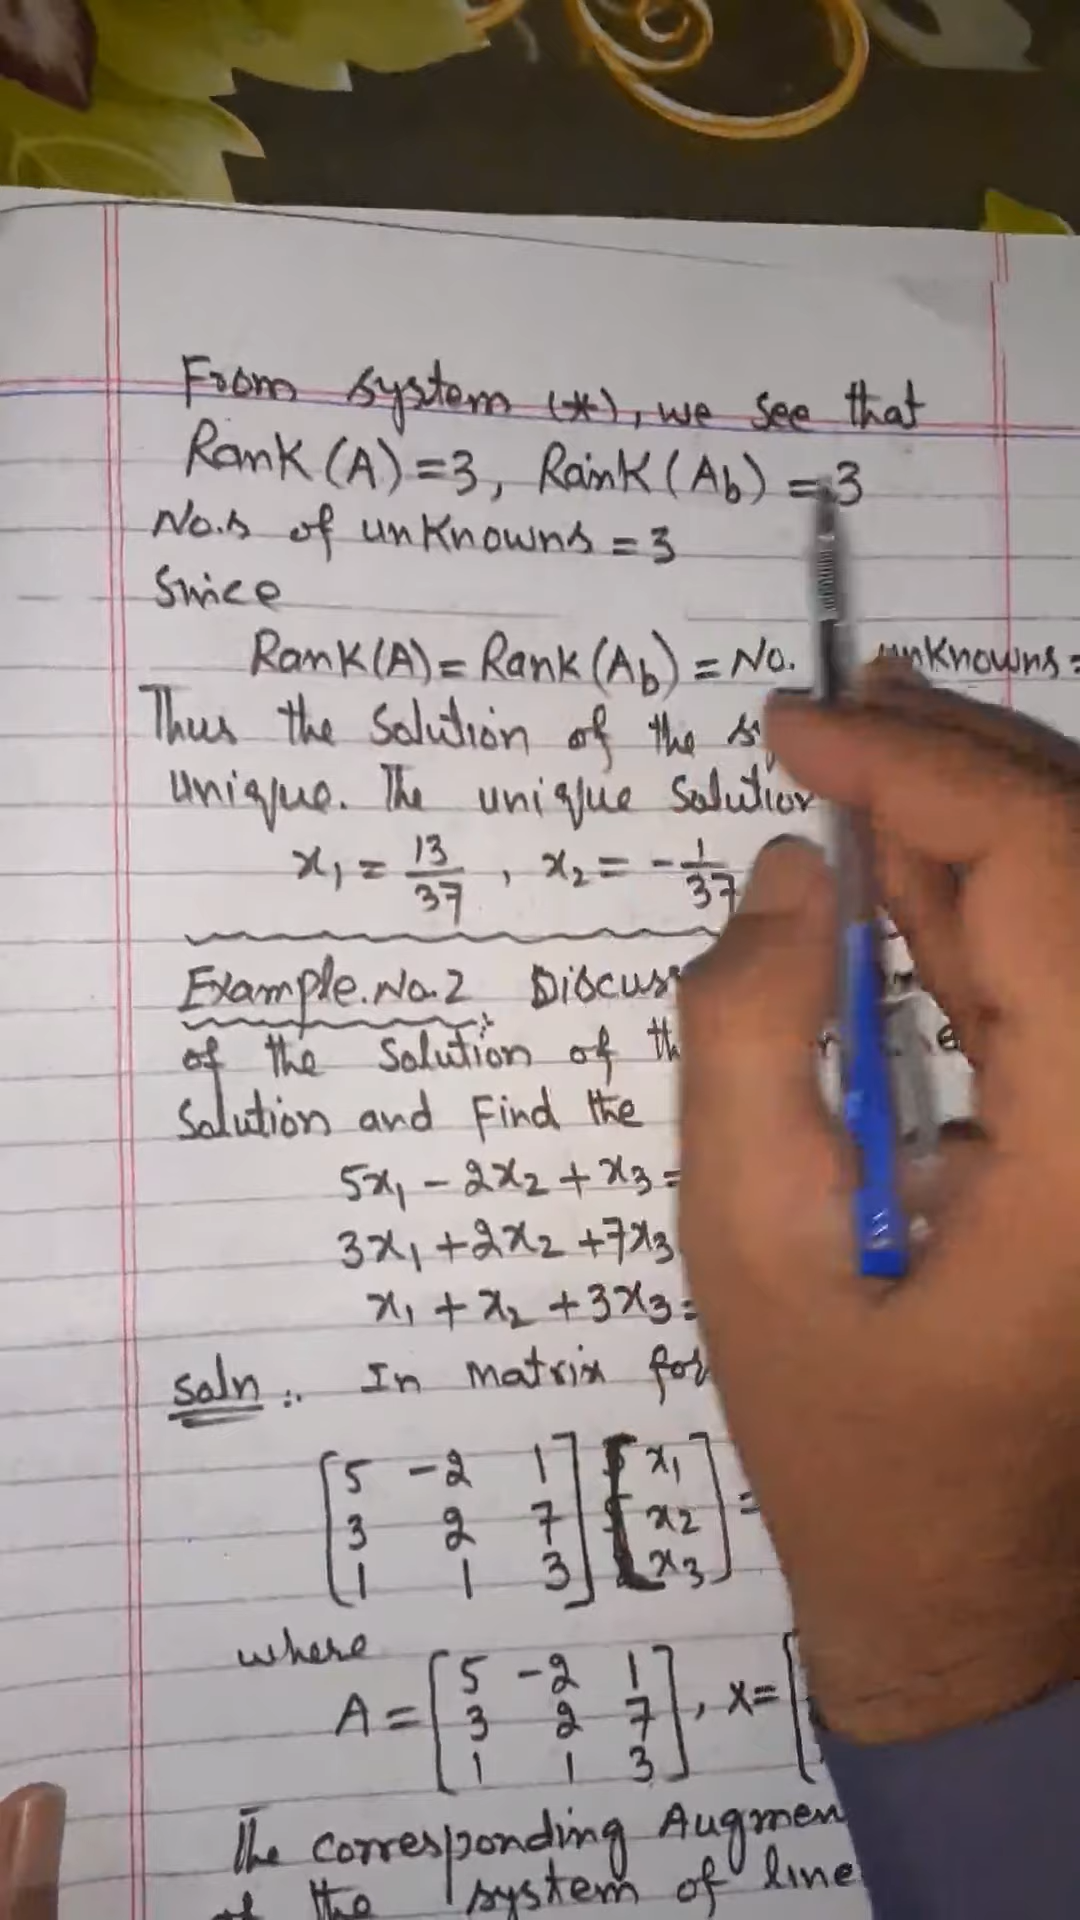 From system (*), we see that
Rank(A)=3, Rank(Ab) = 3
No.s of unknowns = 3
Since
Rank(A) = Rank(Ab) = No. unknowns =
Thus the Solution of the
unique. The unique Solution
x₁ = 13/37 , x₂ = -1/37
Example.No.2 Discuss
of the Solution of th
Solution and Find the
5x₁ - 2x₂ + x₃ =
3x₁ + 2x₂ + 7x₃
x₁ + x₂ + 3x₃ =
Soln :. In matrix for
[5 -2 1] [x₁]
[3 2 7] [x₂] =
[1 1 3] [x₃]
where
A = [5 -2 1; 3 2 7; 1 1 3], X = [
The corresponding Augmen
of the system of line